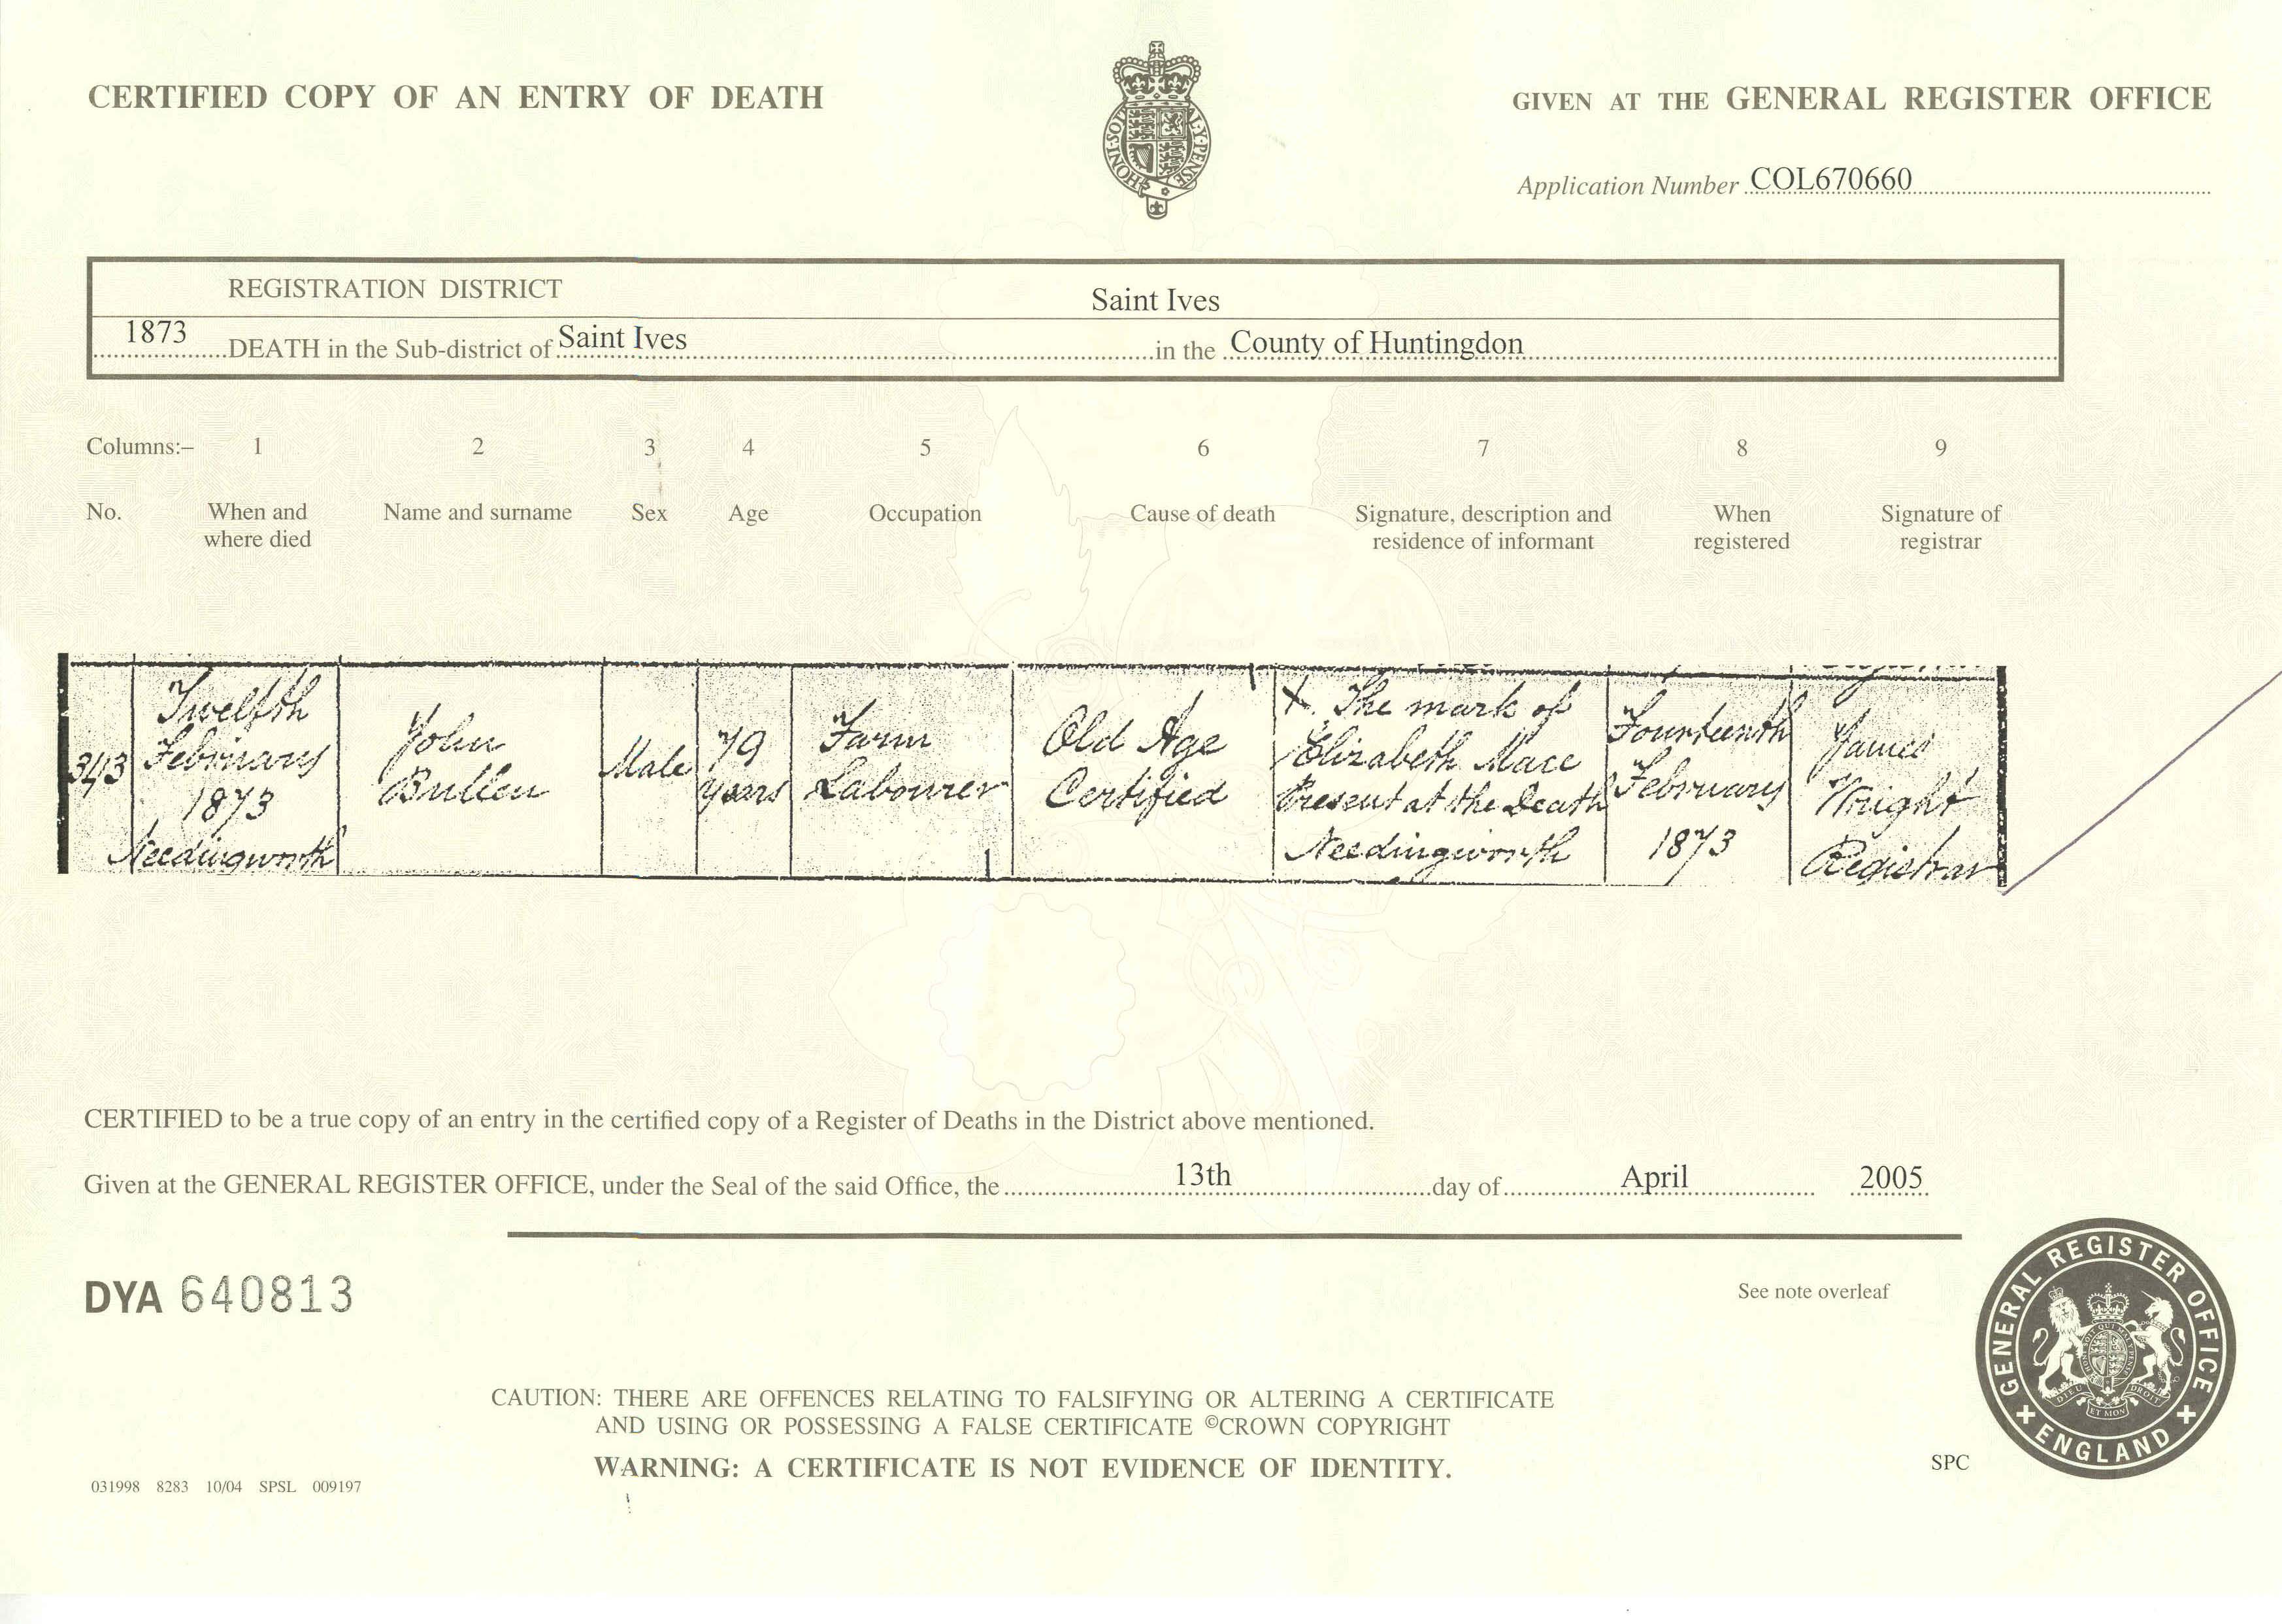 CERTIFIED COPY OF AN ENTRY OF DEATH
GIVEN AT THE GENERAL REGISTER OFFICE
HONI·SOI AL·Y·PENSE
Application Number COL670660
REGISTRATION DISTRICT Saint Ives
1873 DEATH in the Sub-district of Saint Ives in the County of Huntingdon
Columns:– 1 2 3 4 5 6 7 8 9
No. When and where died Name and surname Sex Age Occupation Cause of death Signature, description and residence of informant When registered Signature of registrar
343
Twelfth
February
1873
Needingworth
John
Bullen
Male
79
years
Farm
Labourer
Old Age
Certified
X The mark of
Elizabeth Mace
Present at the Death
Needingworth
Fourteenth
February
1873
James
Wright
Registrar
CERTIFIED to be a true copy of an entry in the certified copy of a Register of Deaths in the District above mentioned.
Given at the GENERAL REGISTER OFFICE, under the Seal of the said Office, the 13th day of April 2005
DYA 640813
See note overleaf
GENERAL REGISTER OFFICE
ENGLAND
DIEU ET MON DROIT
CAUTION: THERE ARE OFFENCES RELATING TO FALSIFYING OR ALTERING A CERTIFICATE
AND USING OR POSSESSING A FALSE CERTIFICATE ©CROWN COPYRIGHT
WARNING: A CERTIFICATE IS NOT EVIDENCE OF IDENTITY.
SPC
031998 8283 10/04 SPSL 009197